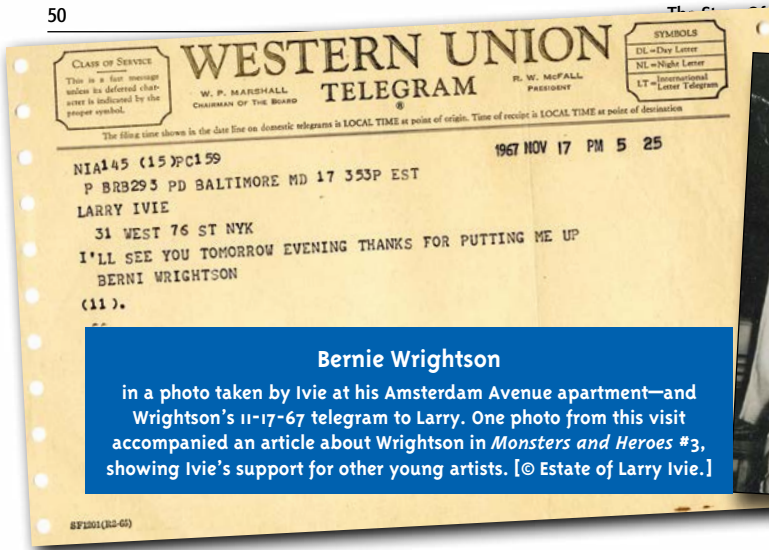 50
CLASS OF SERVICE
This is a fast message
unless its deferred char-
acter is indicated by the
proper symbol.
WESTERN UNION
TELEGRAM
®
W. P. MARSHALL
CHAIRMAN OF THE BOARD
R. W. McFALL
PRESIDENT
SYMBOLS
DL=Day Letter
NL=Night Letter
LT=International
Letter Telegram
The filing time shown in the date line on domestic telegrams is LOCAL TIME at point of origin. Time of receipt is LOCAL TIME at point of destination
1967 NOV 17 PM 5 25
NIA145 (15)PC159
P BRB293 PD BALTIMORE MD 17 353P EST
LARRY IVIE
31 WEST 76 ST NYK
I'LL SEE YOU TOMORROW EVENING THANKS FOR PUTTING ME UP
BERNI WRIGHTSON
(11).
Bernie Wrightson
in a photo taken by Ivie at his Amsterdam Avenue apartment—and
Wrightson's 11-17-67 telegram to Larry. One photo from this visit
accompanied an article about Wrightson in Monsters and Heroes #3,
showing Ivie's support for other young artists. [© Estate of Larry Ivie.]
SF1201(R2-65)